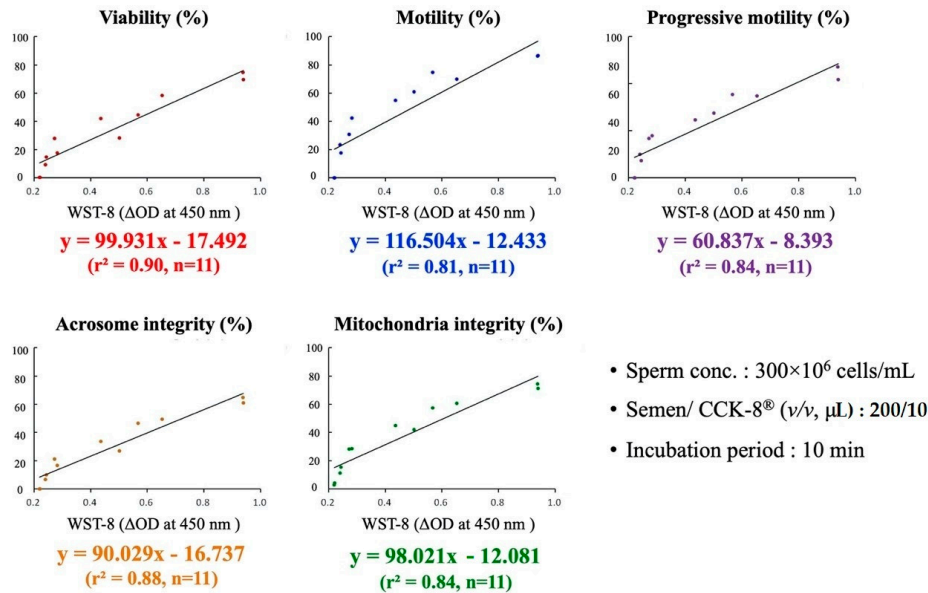 Viability (%)
Motility (%)
Progressive motility (%)
100
80
60
40
20
0
0.2
0.4
0.6
0.8
1.0
100
80
60
40
20
0
0.2
0.4
0.6
0.8
1.0
100
80
60
40
20
0
0.2
0.4
0.6
0.8
1.0
WST-8 (ΔOD at 450 nm )
WST-8 (ΔOD at 450 nm )
WST-8 (ΔOD at 450 nm )
y = 99.931x - 17.492
y = 116.504x - 12.433
y = 60.837x - 8.393
(r² = 0.90, n=11)
(r² = 0.81, n=11)
(r² = 0.84, n=11)
Acrosome integrity (%)
Mitochondria integrity (%)
100
80
60
40
20
0
0.2
0.4
0.6
0.8
1.0
100
80
60
40
20
0
0.2
0.4
0.6
0.8
1.0
WST-8 (ΔOD at 450 nm )
WST-8 (ΔOD at 450 nm )
y = 90.029x - 16.737
y = 98.021x - 12.081
(r² = 0.88, n=11)
(r² = 0.84, n=11)
• Sperm conc. : 300×10⁶ cells/mL
• Semen/ CCK-8® (v/v, μL) : 200/10
• Incubation period : 10 min